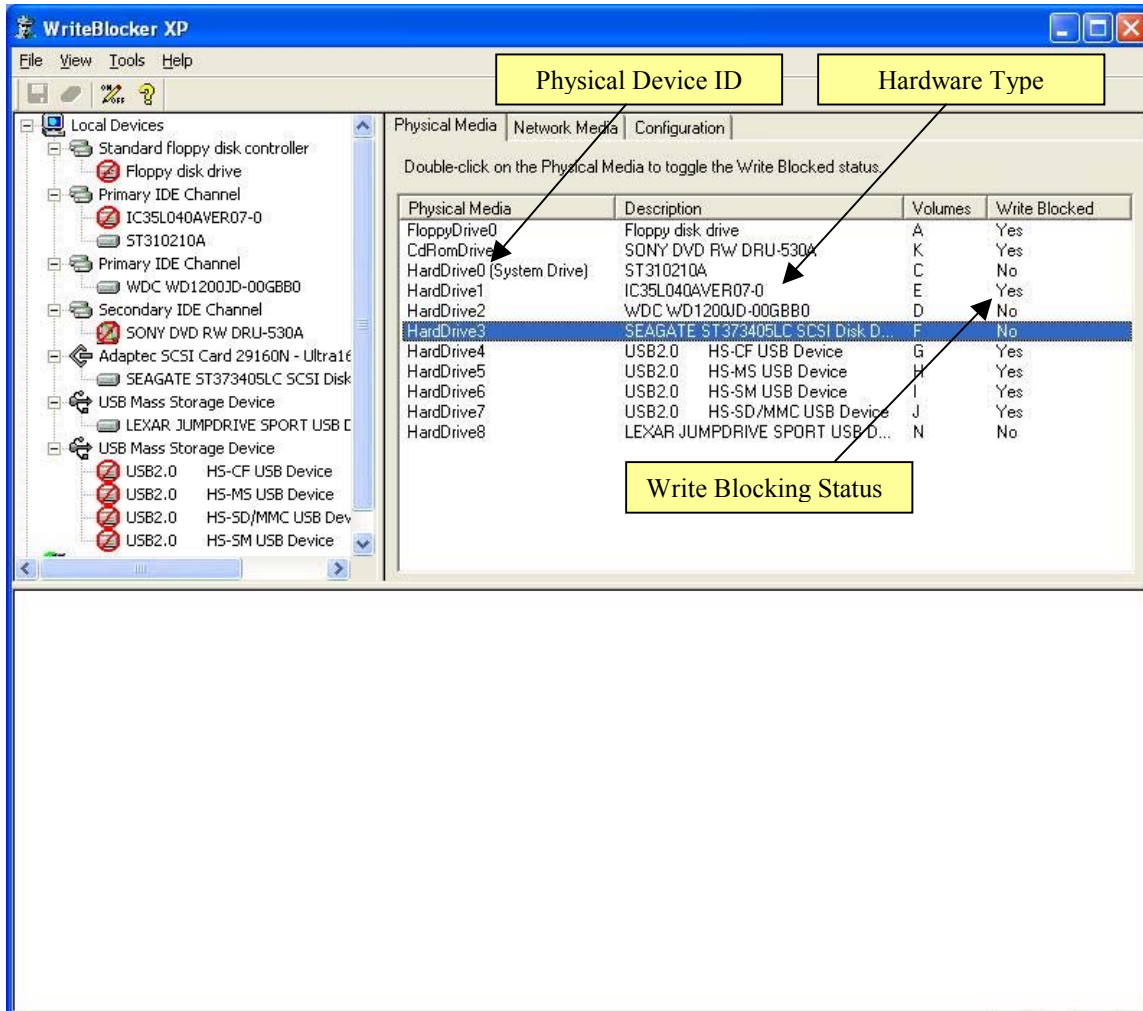 WriteBlocker XP
File View Tools Help
Physical Device ID
Hardware Type
Local Devices
Standard floppy disk controller
Floppy disk drive
Primary IDE Channel
IC35L040AVER07-0
ST310210A
Primary IDE Channel
WDC WD1200JD-00GBB0
Secondary IDE Channel
SONY DVD RW DRU-530A
Adaptec SCSI Card 29160N - Ultra16
SEAGATE ST373405LC SCSI Disk
USB Mass Storage Device
LEXAR JUMPDRIVE SPORT USB D
USB Mass Storage Device
USB2.0 HS-CF USB Device
USB2.0 HS-MS USB Device
USB2.0 HS-SD/MMC USB Dev
USB2.0 HS-SM USB Device
Physical Media Network Media Configuration
Double-click on the Physical Media to toggle the Write Blocked status.
Physical Media Description Volumes Write Blocked
FloppyDrive0 Floppy disk drive A Yes
CdRomDrive SONY DVD RW DRU-530A K Yes
HardDrive0 (System Drive) ST310210A C No
HardDrive1 IC35L040AVER07-0 E Yes
HardDrive2 WDC WD1200JD-00GBB0 D No
HardDrive3 SEAGATE ST373405LC SCSI Disk D... F No
HardDrive4 USB2.0 HS-CF USB Device G Yes
HardDrive5 USB2.0 HS-MS USB Device H Yes
HardDrive6 USB2.0 HS-SM USB Device I Yes
HardDrive7 USB2.0 HS-SD/MMC USB Device J Yes
HardDrive8 LEXAR JUMPDRIVE SPORT USB D... N No
Write Blocking Status